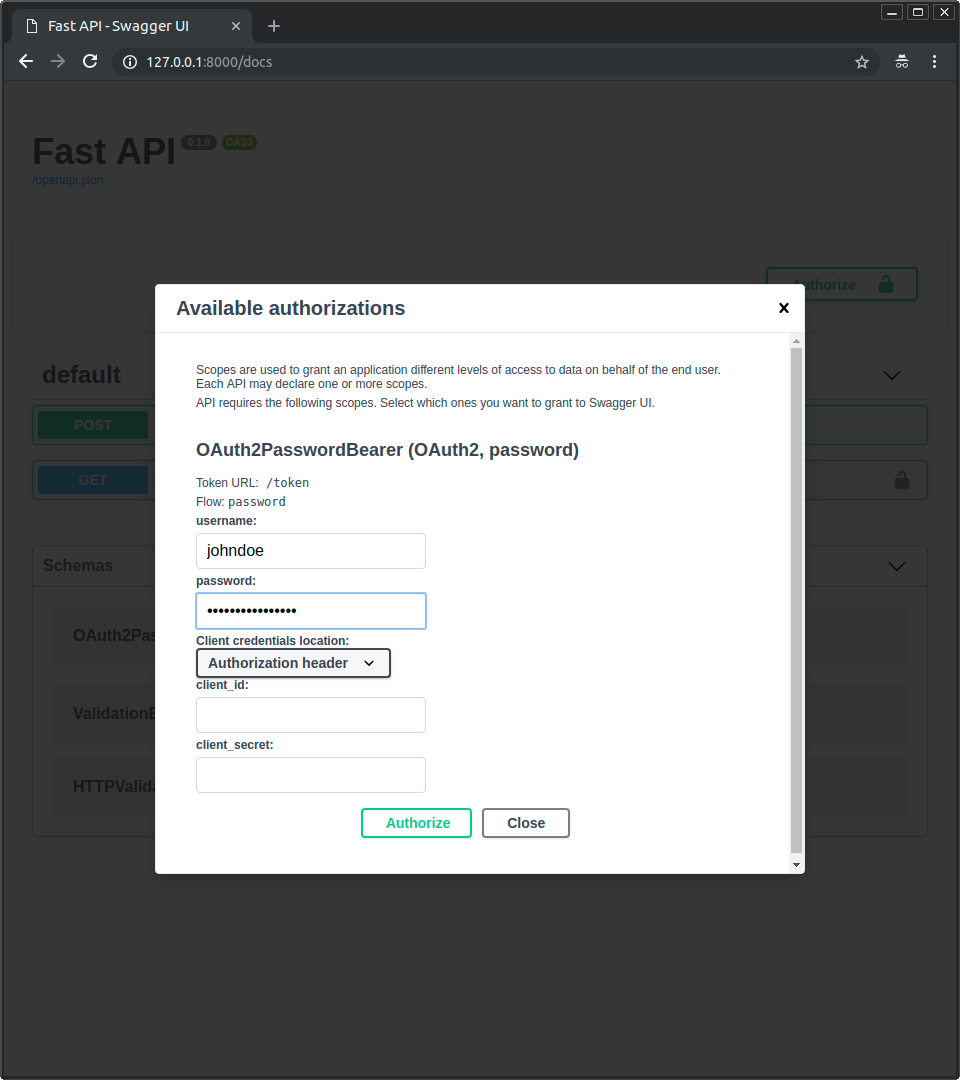 Fast API - Swagger UI
127.0.0.1:8000/docs
Fast API 0.1.0 OAS3
/openapi.json
Authorize
Available authorizations
Scopes are used to grant an application different levels of access to data on behalf of the end user.
Each API may declare one or more scopes.
API requires the following scopes. Select which ones you want to grant to Swagger UI.
OAuth2PasswordBearer (OAuth2, password)
Token URL: /token
Flow: password
username:
johndoe
password:
••••••••••••••••
Client credentials location:
Authorization header
client_id:
client_secret:
Authorize Close
default
POST
GET
Schemas
OAuth2Pas
ValidationE
HTTPValida